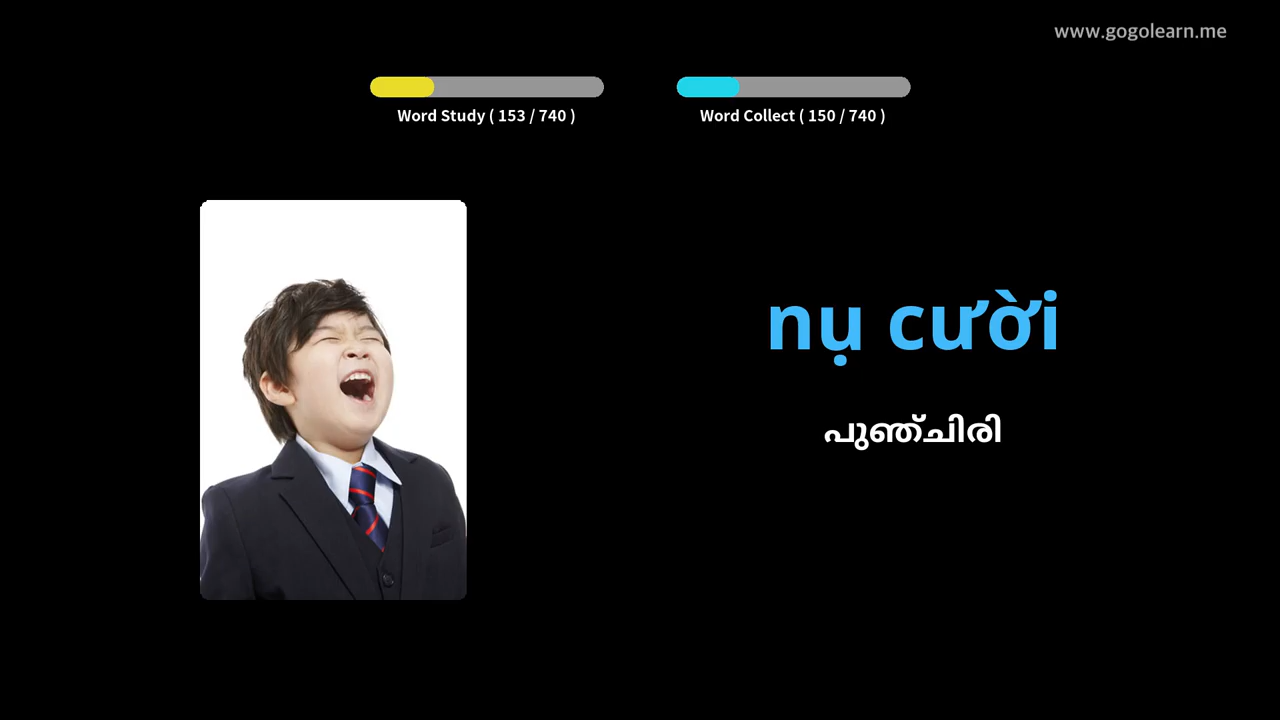 www.gogolearn.me
Word Study ( 153 / 740 )
Word Collect ( 150 / 740 )
nụ cười
പുഞ്ചിരി